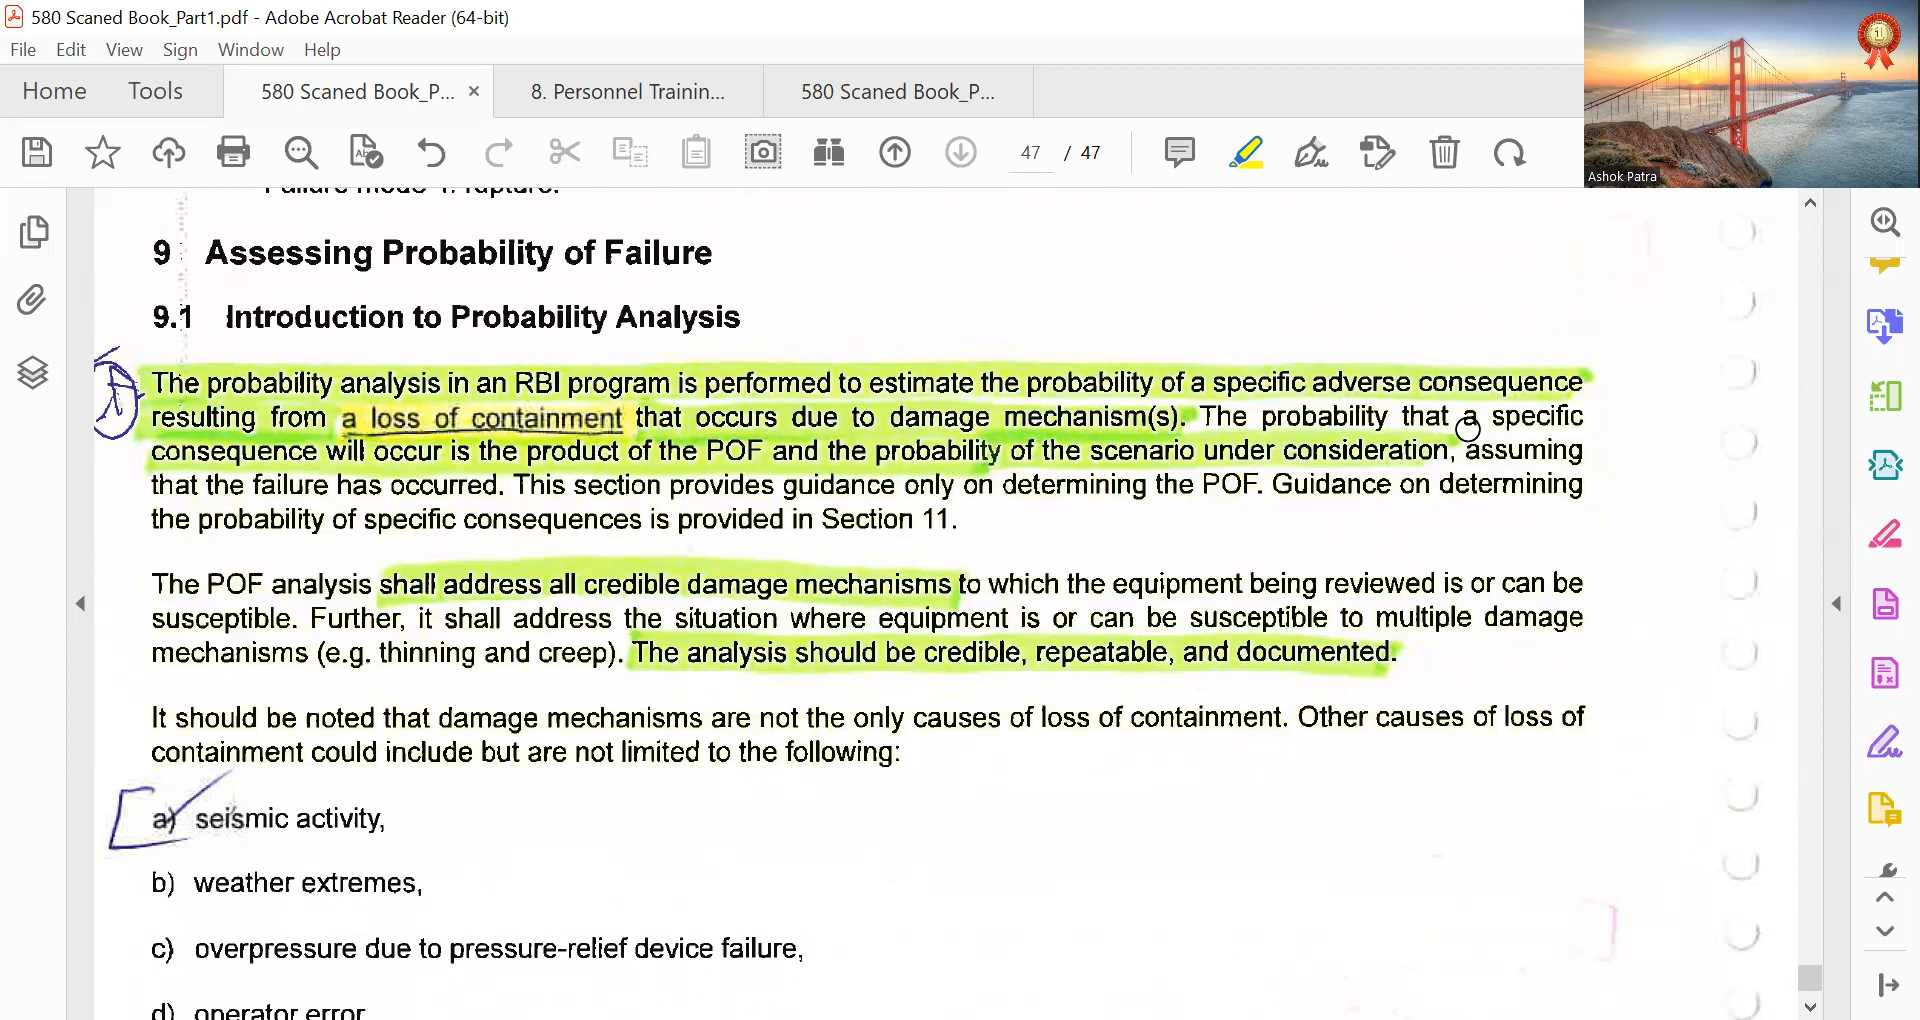 580 Scaned Book_Part1.pdf - Adobe Acrobat Reader (64-bit)
File Edit View Sign Window Help
Home Tools 580 Scaned Book_P... × 8. Personnel Trainin... 580 Scaned Book_P...
47 / 47
Ashok Patra
Failure mode 4: rupture.
9 Assessing Probability of Failure
9.1 Introduction to Probability Analysis
The probability analysis in an RBI program is performed to estimate the probability of a specific adverse consequence
resulting from a loss of containment that occurs due to damage mechanism(s). The probability that a specific
consequence will occur is the product of the POF and the probability of the scenario under consideration, assuming
that the failure has occurred. This section provides guidance only on determining the POF. Guidance on determining
the probability of specific consequences is provided in Section 11.
The POF analysis shall address all credible damage mechanisms to which the equipment being reviewed is or can be
susceptible. Further, it shall address the situation where equipment is or can be susceptible to multiple damage
mechanisms (e.g. thinning and creep). The analysis should be credible, repeatable, and documented.
It should be noted that damage mechanisms are not the only causes of loss of containment. Other causes of loss of
containment could include but are not limited to the following:
a) seismic activity,
b) weather extremes,
c) overpressure due to pressure-relief device failure,
d) operator error